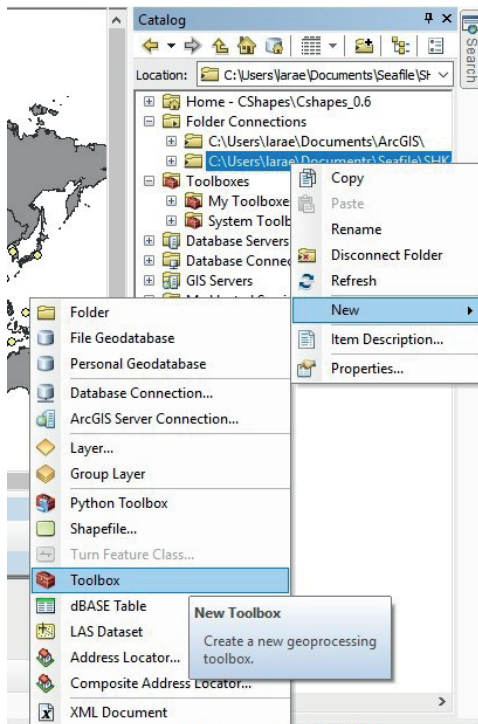 Catalog
Search
Location: C:\Users\larae\Documents\Seafile\SH
Home - CShapes\Cshapes_0.6
Folder Connections
C:\Users\larae\Documents\ArcGIS\
C:\Users\larae\Documents\Seafile\SHK
Toolboxes
My Toolboxe
System Toolb
Database Servers
Database Connec
GIS Servers
Copy
Paste
Rename
Disconnect Folder
Refresh
New
Item Description...
Properties...
Folder
File Geodatabase
Personal Geodatabase
Database Connection...
ArcGIS Server Connection...
Layer...
Group Layer
Python Toolbox
Shapefile...
Turn Feature Class...
Toolbox
dBASE Table
LAS Dataset
Address Locator...
Composite Address Locator...
XML Document
New Toolbox
Create a new geoprocessing
toolbox.